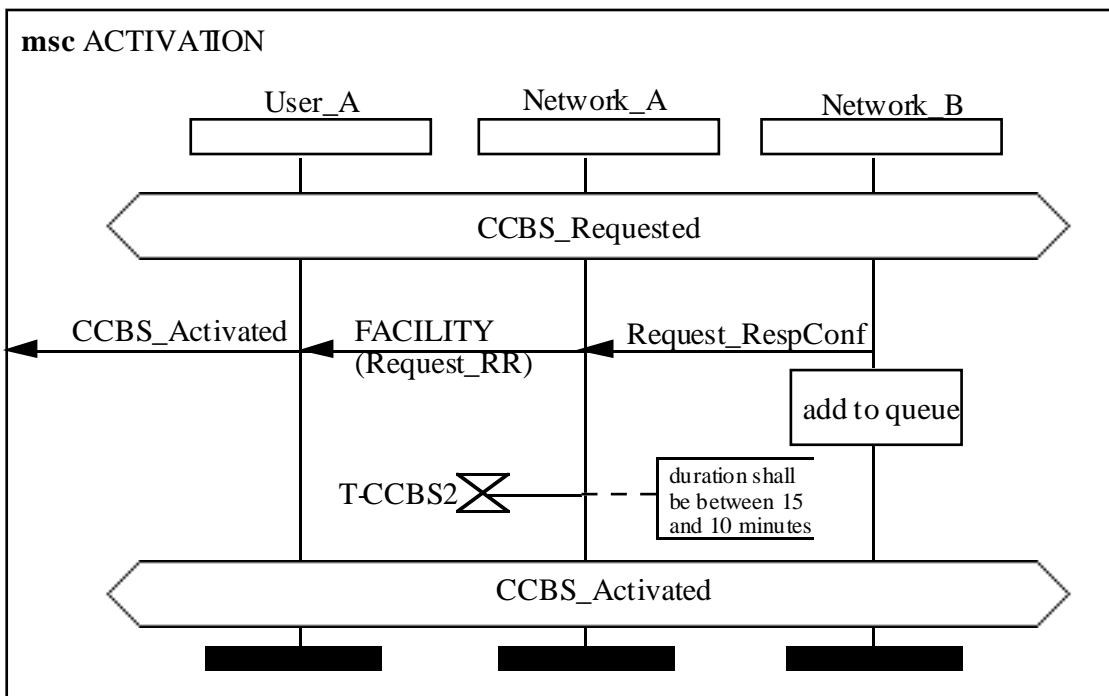 msc ACTIVATION
User_A
Network_A
Network_B
CCBS_Requested
CCBS_Activated
FACILITY
(Request_RR)
Request_RespConf
add to queue
T-CCBS2
duration shall
be between 15
and 10 minutes
CCBS_Activated